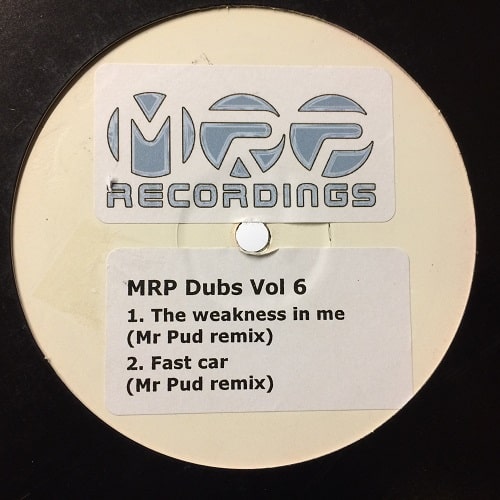 MRP
RECORDINGS
MRP Dubs Vol 6
1. The weakness in me
(Mr Pud remix)
2. Fast car
(Mr Pud remix)